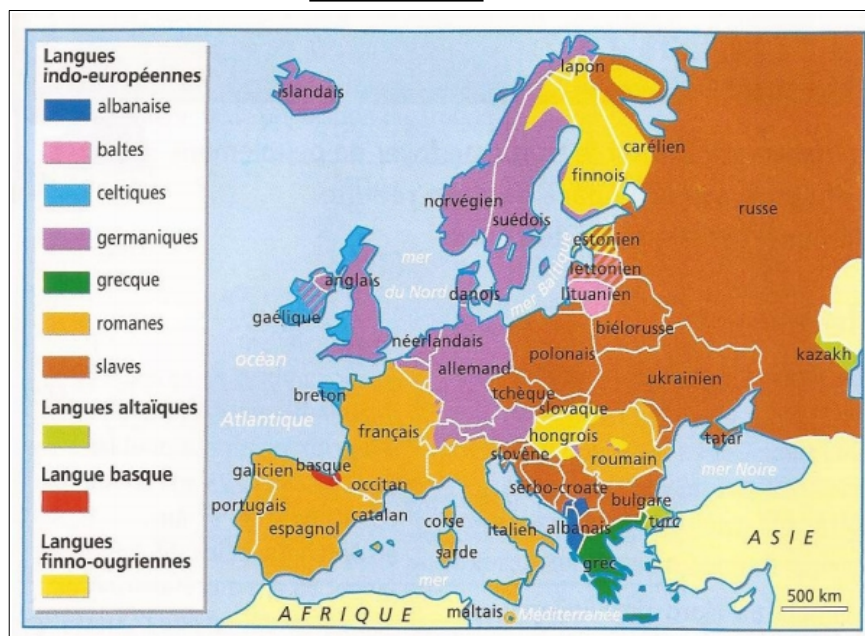 Langues
indo-européennes
albanaise
baltes
celtiques
germaniques
grecque
romanes
slaves
Langues altaïques
Langue basque
Langues
finno-ougriennes
islandais
lapon
carélien
finnois
norvégien
suédois
russe
estonien
mer
du Nord
mer Baltique
lettonien
anglais
danois
lituanien
gaélique
biélorusse
néerlandais
océan
Atlantique
allemand
polonais
kazakh
ukrainien
breton
tchèque
slovaque
français
hongrois
tatar
slovène
roumain
mer Noire
galicien
basque
occitan
serbo-croate
bulgare
portugais
catalan
espagnol
corse
italien
albanais
turc
sarde
grec
ASIE
mer
Méditerranée
maltais
AFRIQUE
500 km